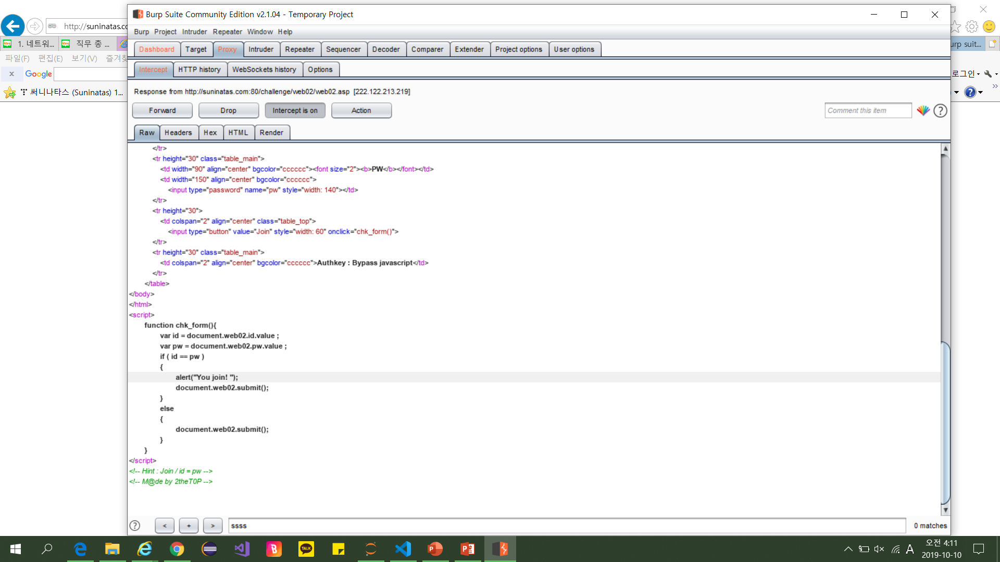 Burp Suite Community Edition v2.1.04 - Temporary Project
http://suninatas.co
Burp Project Intruder Repeater Window Help
1. 네트워... 직무 종 ... urp suit...
Dashboard Target Proxy Intruder Repeater Sequencer Decoder Comparer Extender Project options User options
파일(F) 편집(E) 보기(V) 즐겨찾
Intercept HTTP history WebSockets history Options
x Google 로그인
써니나타스 (Suninatas) 1...
Response from http://suninatas.com:80/challenge/web02/web02.asp [222.122.213.219]
Forward Drop Intercept is on Action Comment this item ?
Raw Headers Hex HTML Render
</tr>
<tr height="30" class="table_main">
<td width="90" align="center" bgcolor="cccccc"><font size="2"><b>PW</b></font></td>
<td width="150" align="center" bgcolor="cccccc">
<input type="password" name="pw" style="width: 140"></td>
</tr>
<tr height="30">
<td colspan="2" align="center" class="table_top">
<input type="button" value="Join" style="width: 60" onclick="chk_form()">
</tr>
<tr height="30" class="table_main">
<td colspan="2" align="center" bgcolor="cccccc">Authkey : Bypass javascript</td>
</tr>
</table>
</body>
</html>
<script>
function chk_form(){
var id = document.web02.id.value ;
var pw = document.web02.pw.value ;
if ( id == pw )
{
alert("You join! ");
document.web02.submit();
}
else
{
document.web02.submit();
}
}
</script>
<!-- Hint : Join / id = pw -->
<!-- M@de by 2theT0P -->
? < + > ssss 0 matches
TALK A 오전 4:11
2019-10-10